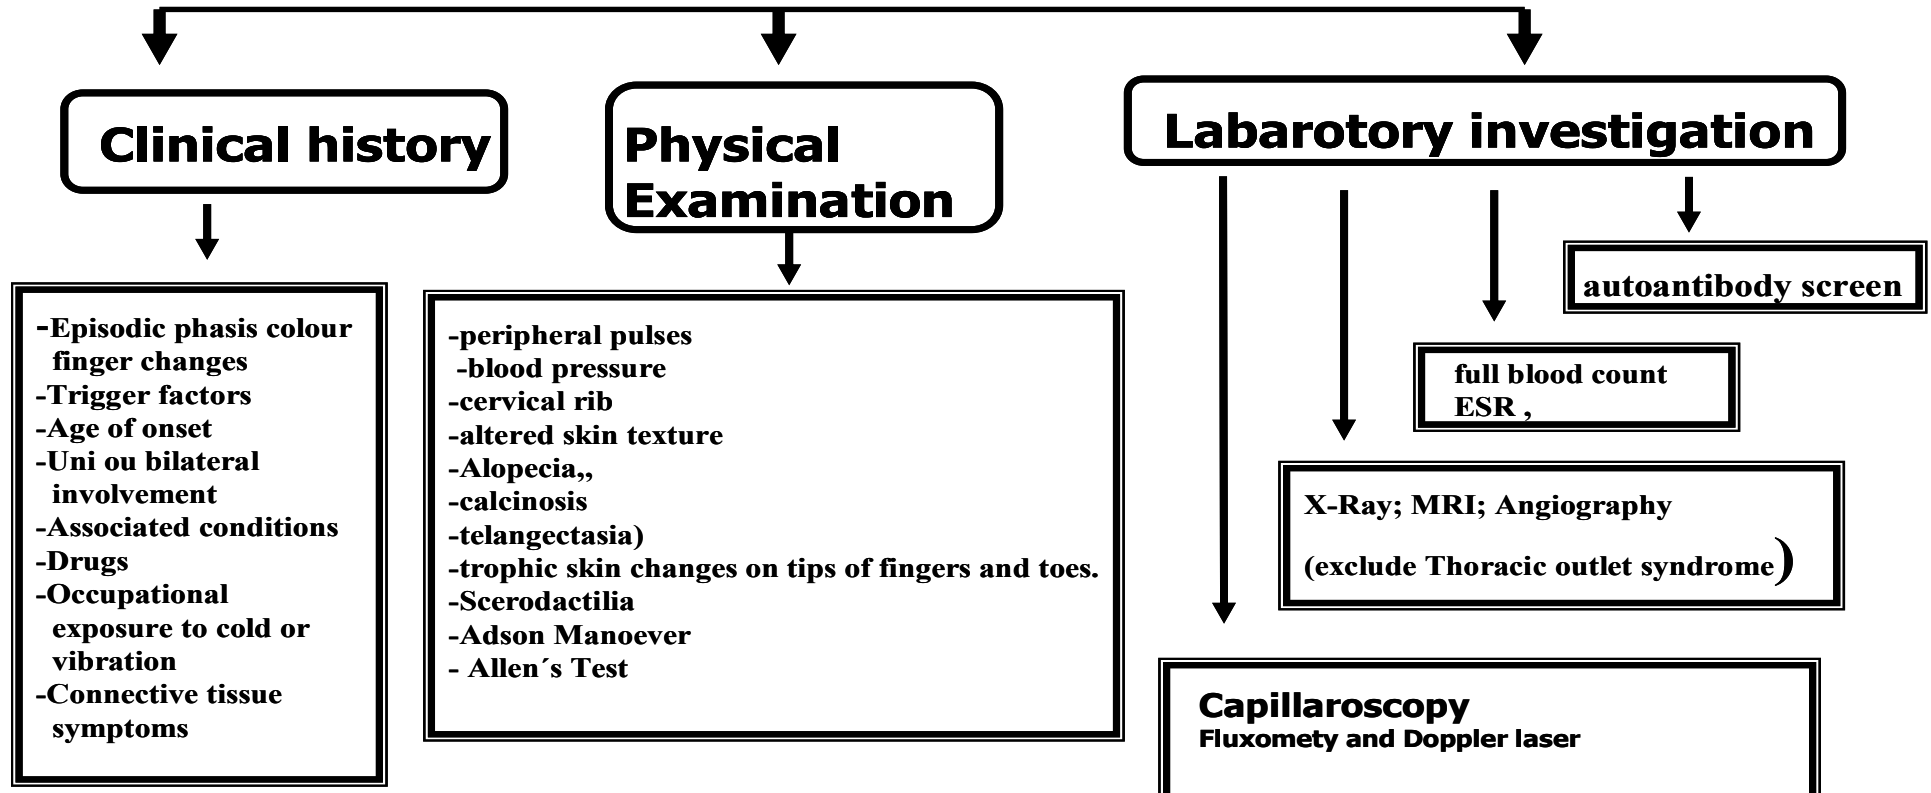 Clinical history
-Episodic phasis colour
finger changes
-Trigger factors
-Age of onset
-Uni ou bilateral
involvement
-Associated conditions
-Drugs
-Occupational
exposure to cold or
vibration
-Connective tissue
symptoms
Physical
Examination
-peripheral pulses
-blood pressure
-cervical rib
-altered skin texture
-Alopecia,,
-calcinosis
-telangectasia)
-trophic skin changes on tips of fingers and toes.
-Scerodactilia
-Adson Manoever
- Allen´s Test
Labarotory investigation
autoantibody screen
full blood count
ESR ,
X-Ray; MRI; Angiography
(exclude Thoracic outlet syndrome)
Capillaroscopy
Fluxomety and Doppler laser